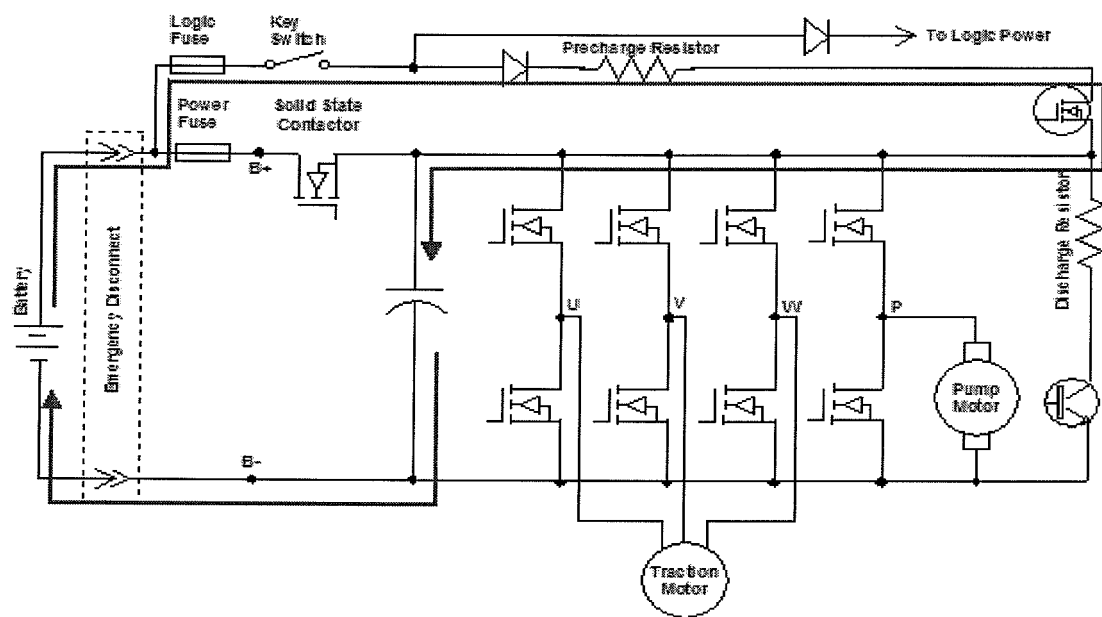 Logic
Fuse
Key
Switch
Precharge Resistor
To Logic Power
Power
Fuse
Solid State
Contactor
B+
Battery
Emergency Disconnect
Discharge Resistor
U
V
W
P
Pump
Motor
B-
Traction
Motor